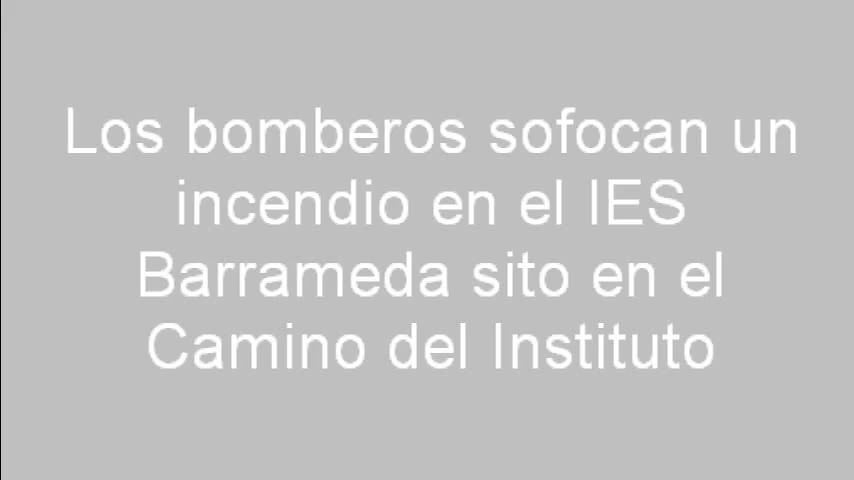 Los bomberos sofocan un
incendio en el IES
Barrameda sito en el
Camino del Instituto